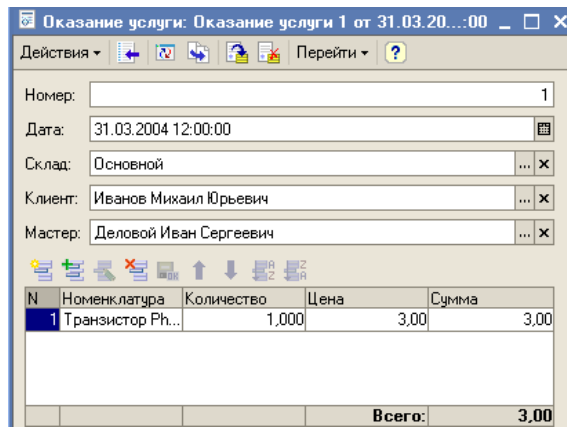 Оказание услуги: Оказание услуги 1 от 31.03.20...:00
Действия Перейти ?
Номер: 1
Дата: 31.03.2004 12:00:00
Склад: Основной ... x
Клиент: Иванов Михаил Юрьевич ... x
Мастер: Деловой Иван Сергеевич ... x
N Номенклатура Количество Цена Сумма
1 Транзистор Ph... 1,000 3,00 3,00
Всего: 3,00